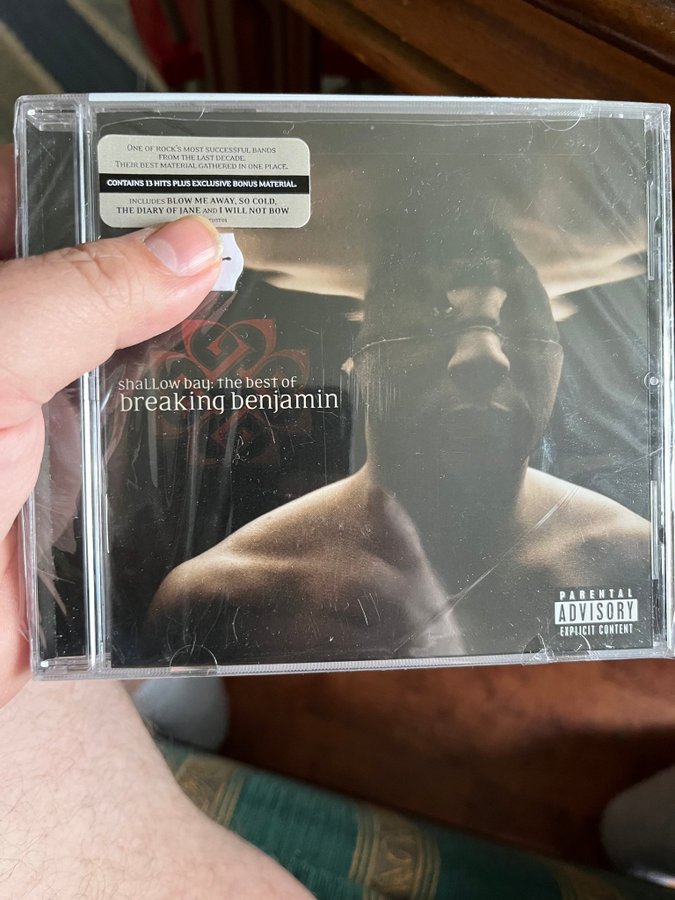 ONE OF ROCK'S MOST SUCCESSFUL BANDS
FROM THE LAST DECADE.
THEIR BEST MATERIAL GATHERED IN ONE PLACE.
CONTAINS 13 HITS PLUS EXCLUSIVE BONUS MATERIAL.
INCLUDES BLOW ME AWAY, SO COLD,
THE DIARY OF JANE AND I WILL NOT BOW
shallow bay: the best of
breaking benjamin
PARENTAL
ADVISORY
EXPLICIT CONTENT